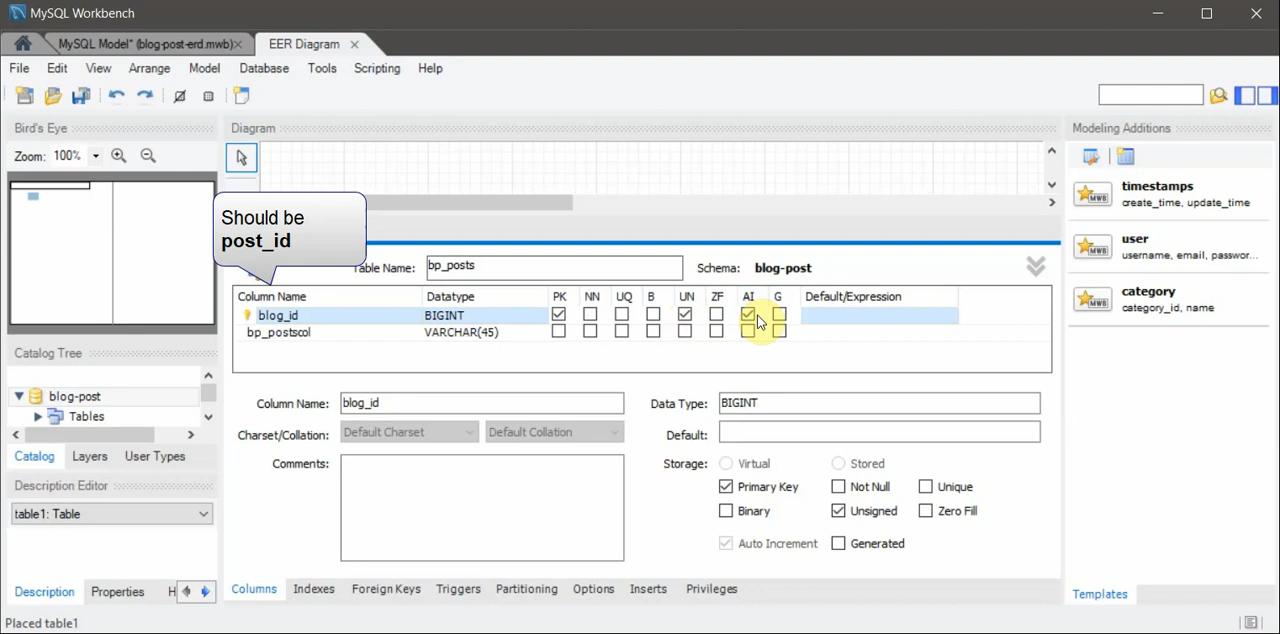 MySQL Workbench
MySQL Model* (blog-post-erd.mwb)
EER Diagram
File Edit View Arrange Model Database Tools Scripting Help
Bird's Eye
Diagram
Modeling Additions
Zoom: 100%
timestamps
create_time, update_time
Should be
post_id
user
username, email, passwor...
Table Name: bp_posts
Schema: blog-post
category
category_id, name
Column Name Datatype PK NN UQ B UN ZF AI G Default/Expression
blog_id BIGINT
bp_postscol VARCHAR(45)
Catalog Tree
blog-post
Tables
Column Name: blog_id
Data Type: BIGINT
Charset/Collation: Default Charset Default Collation
Default:
Catalog Layers User Types
Comments:
Storage: Virtual Stored
Primary Key Not Null Unique
Binary Unsigned Zero Fill
Auto Increment Generated
Description Editor
table1: Table
Columns Indexes Foreign Keys Triggers Partitioning Options Inserts Privileges
Description Properties H
Templates
Placed table1